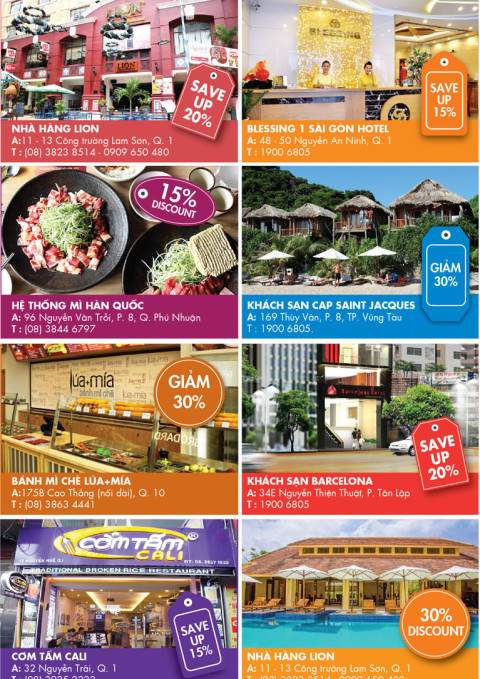 LION
SAVE
UP
20%
NHÀ HÀNG LION
A:11 - 13 Công trường Lam Sơn, Q. 1
T : (08) 3823 8514 · 0909 650 480
BLESSING
SAVE
UP
15%
BLESSING 1 SÀI GÒN HOTEL
A: 48 - 50 Nguyễn An Ninh, Q. 1
T : 1900 6805
15%
DISCOUNT
HỆ THỐNG MÌ HÀN QUỐC
A: 96 Nguyễn Văn Trỗi, P. 8, Q. Phú Nhuận
T : (08) 3844 6797
GIẢM
30%
KHÁCH SẠN CAP SAINT JACQUES
A: 169 Thùy Vân, P. 8, TP. Vũng Tàu
T : 1900 6805.
lúa+mía
bánh mì chè
BRODARD
GIẢM
30%
BÁNH MÌ CHÈ LÚA+MÍA
A:175B Cao Thắng (nối dài), Q. 10
T : (08) 3863 4441
SAVE
UP
20%
KHÁCH SẠN BARCELONA
A: 34E Nguyễn Thiện Thuật, P. Tân Lập
T : 1900 6805
CƠM TẤM
CALI
TRADITIONAL BROKEN RICE RESTAURANT
SAVE
UP
15%
CƠM TẤM CALI
A: 32 Nguyễn Trãi, Q. 1
30%
DISCOUNT
NHÀ HÀNG LION
A: 11 - 13 Công trường Lam Sơn, Q. 1